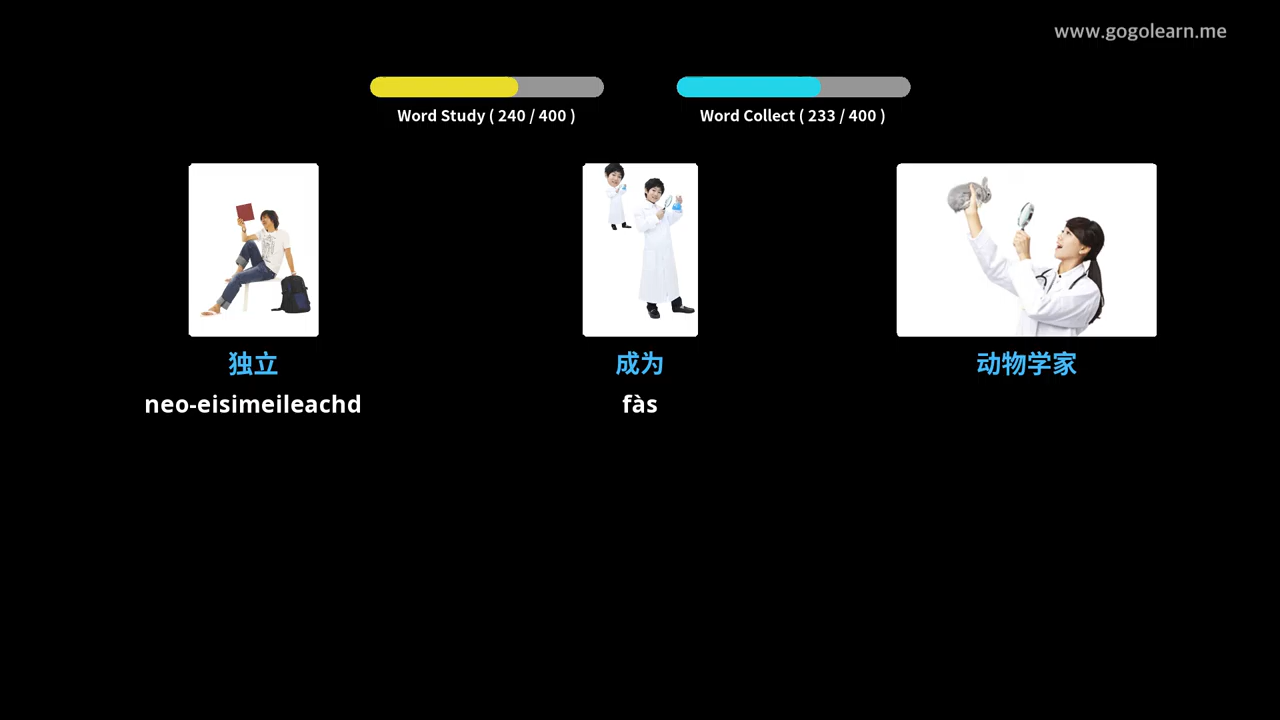 www.gogolearn.me
Word Study ( 240 / 400 )
Word Collect ( 233 / 400 )
独立
成为
动物学家
neo-eisimeileachd
fàs